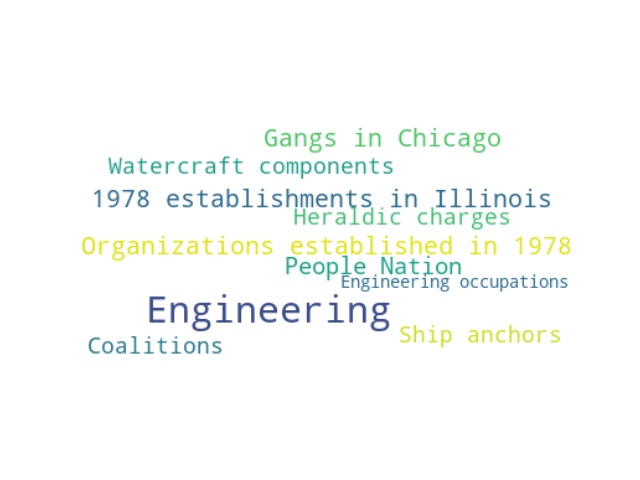 Gangs in Chicago
Watercraft components
1978 establishments in Illinois
Heraldic charges
Organizations established in 1978
People Nation
Engineering occupations
Engineering
Ship anchors
Coalitions